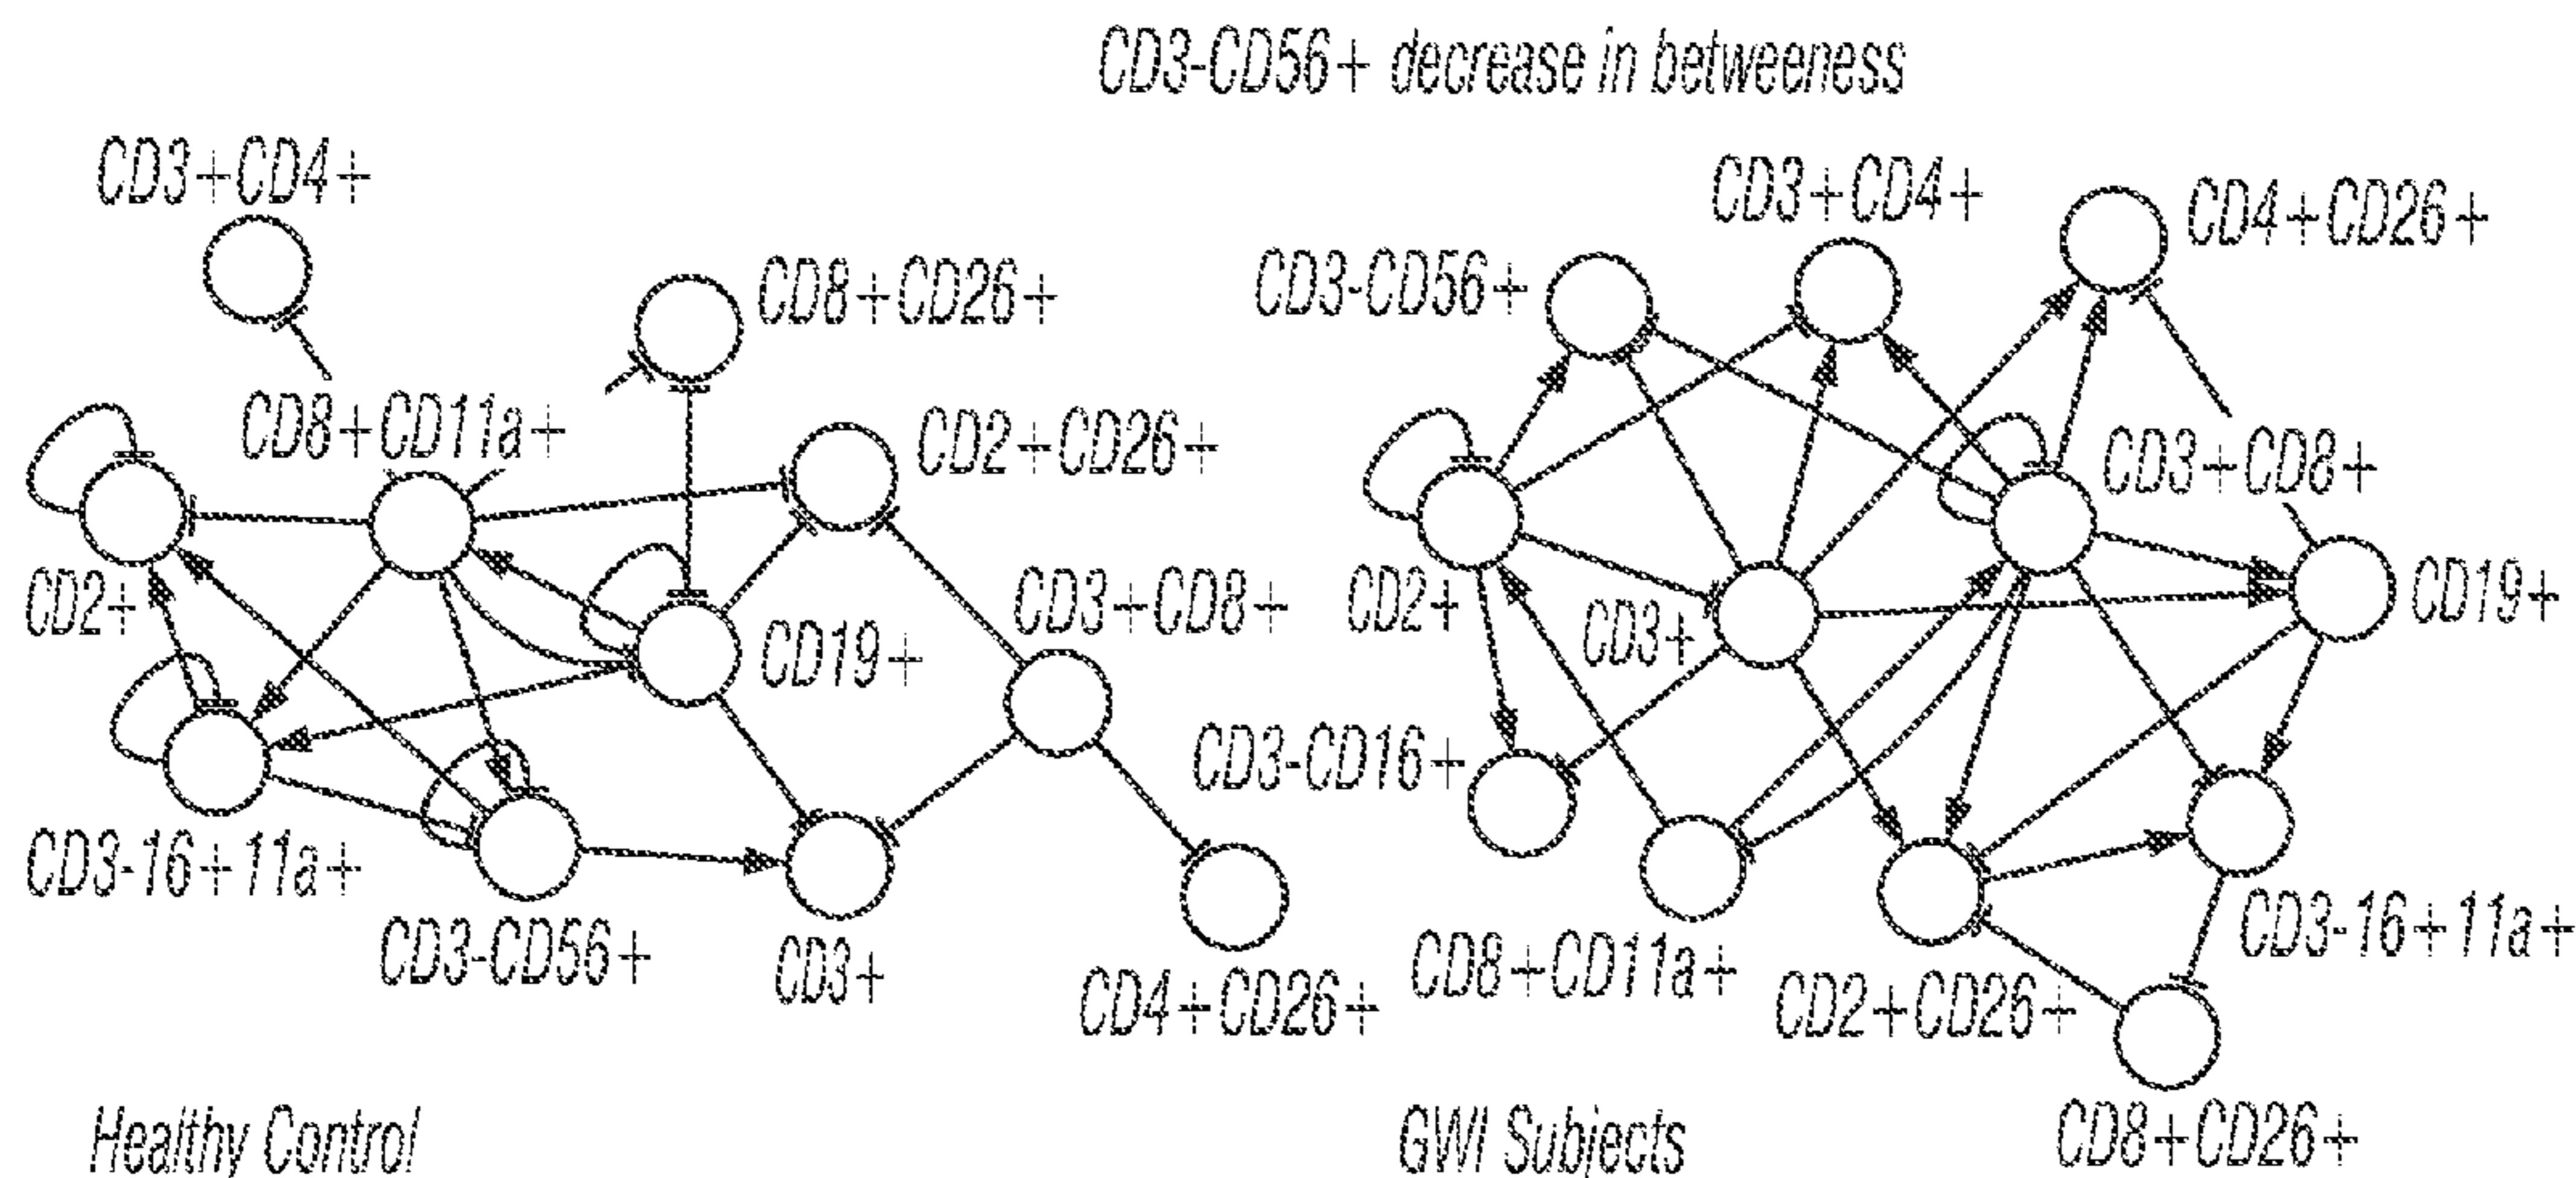 CD3-CD56+ decrease in betweeness
CD3+CD4+
CD8+CD26+
CD8+CD11a+
CD2+CD26+
CD2+
CD3+CD8+
CD19+
CD3-16+11a+
CD3-CD56+
CD3+
CD4+CD26+
Healthy Control
CD3+CD4+
CD4+CD26+
CD3-CD56+
CD3+CD8+
CD2+
CD3+
CD19+
CD3-CD16+
CD8+CD11a+
CD2+CD26+
CD3-16+11a+
CD8+CD26+
GWI Subjects